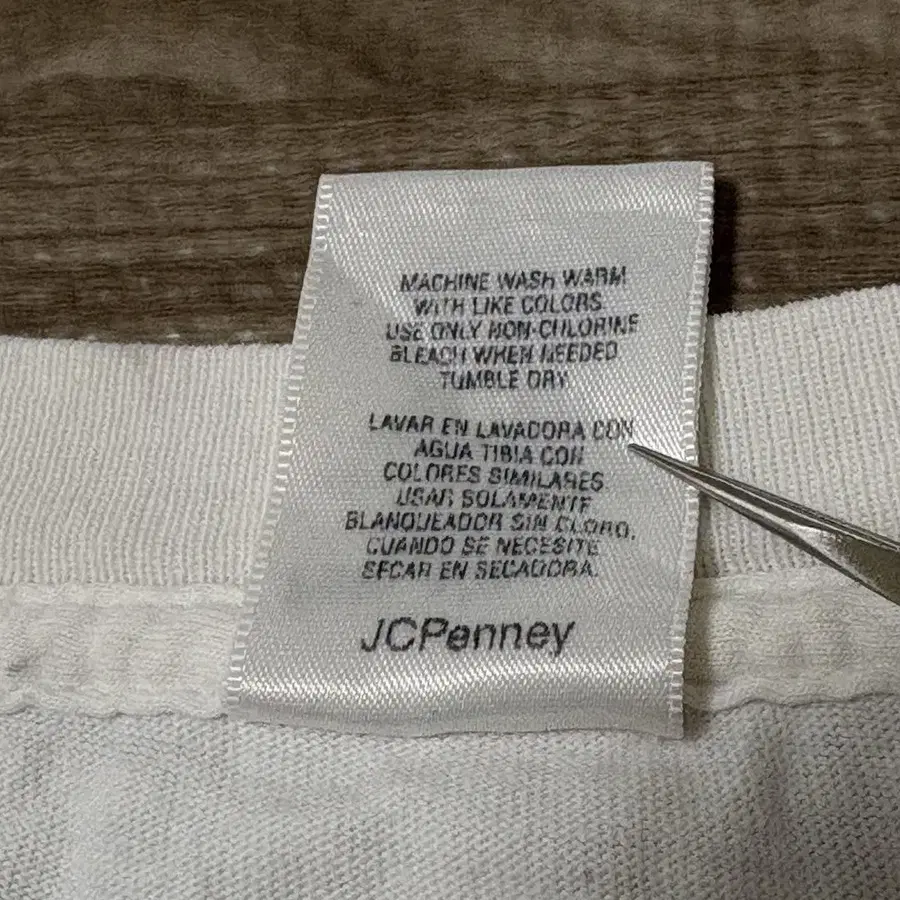 MACHINE WASH WARM
WITH LIKE COLORS
USE ONLY NON-CHLORINE
BLEACH WHEN NEEDED
TUMBLE DRY
LAVAR EN LAVADORA CON
AGUA TIBIA CON
COLORES SIMILARES
USAR SOLAMENTE
BLANQUEADOR SIN CLORO,
CUANDO SE NECESITE
SECAR EN SECADORA.
JCPenney